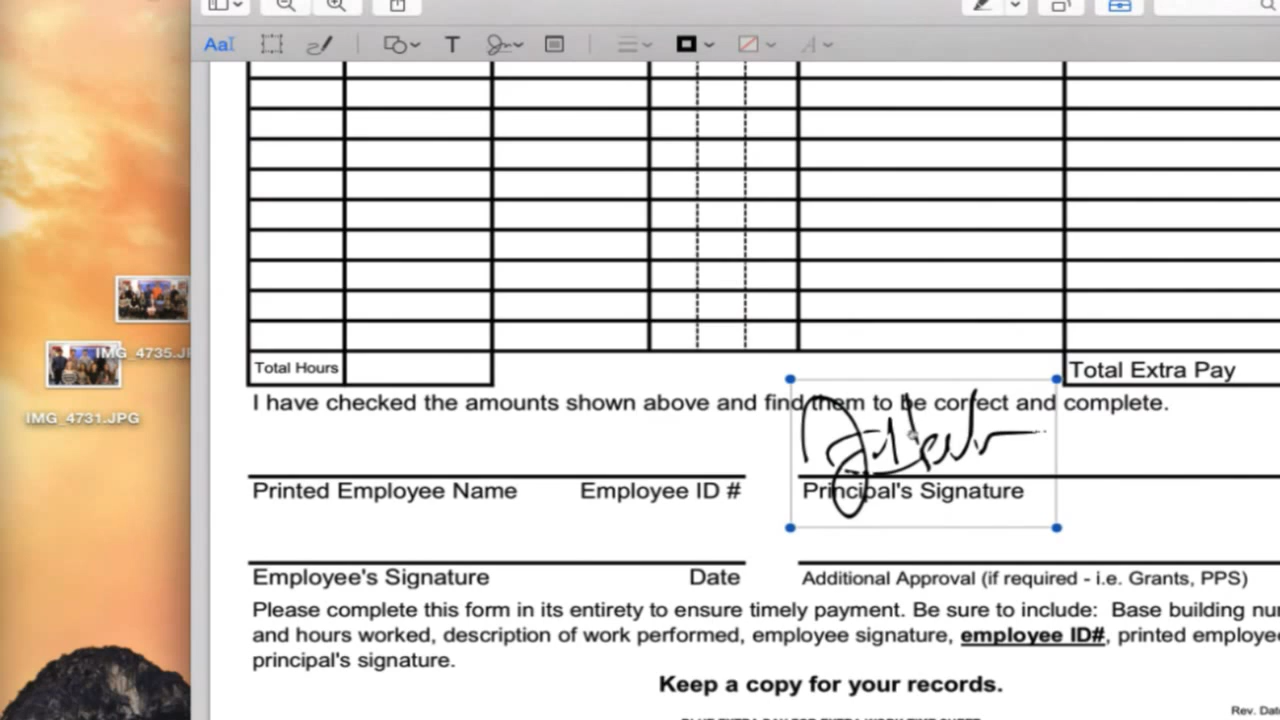 AaI
T
A
Total Hours
Total Extra Pay
I have checked the amounts shown above and find them to be correct and complete.
Printed Employee Name Employee ID # Principal's Signature
Employee's Signature Date Additional Approval (if required - i.e. Grants, PPS)
Please complete this form in its entirety to ensure timely payment. Be sure to include: Base building nu
and hours worked, description of work performed, employee signature, employee ID#, printed employe
principal's signature.
Keep a copy for your records.
Rev. Dat
IMG_4735.J
IMG_4731.JPG